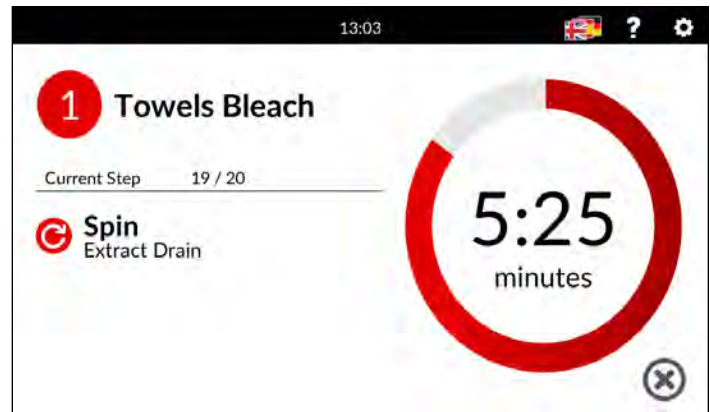 13:03
?
1 Towels Bleach
Current Step 19 / 20
Spin
Extract Drain
5:25
minutes